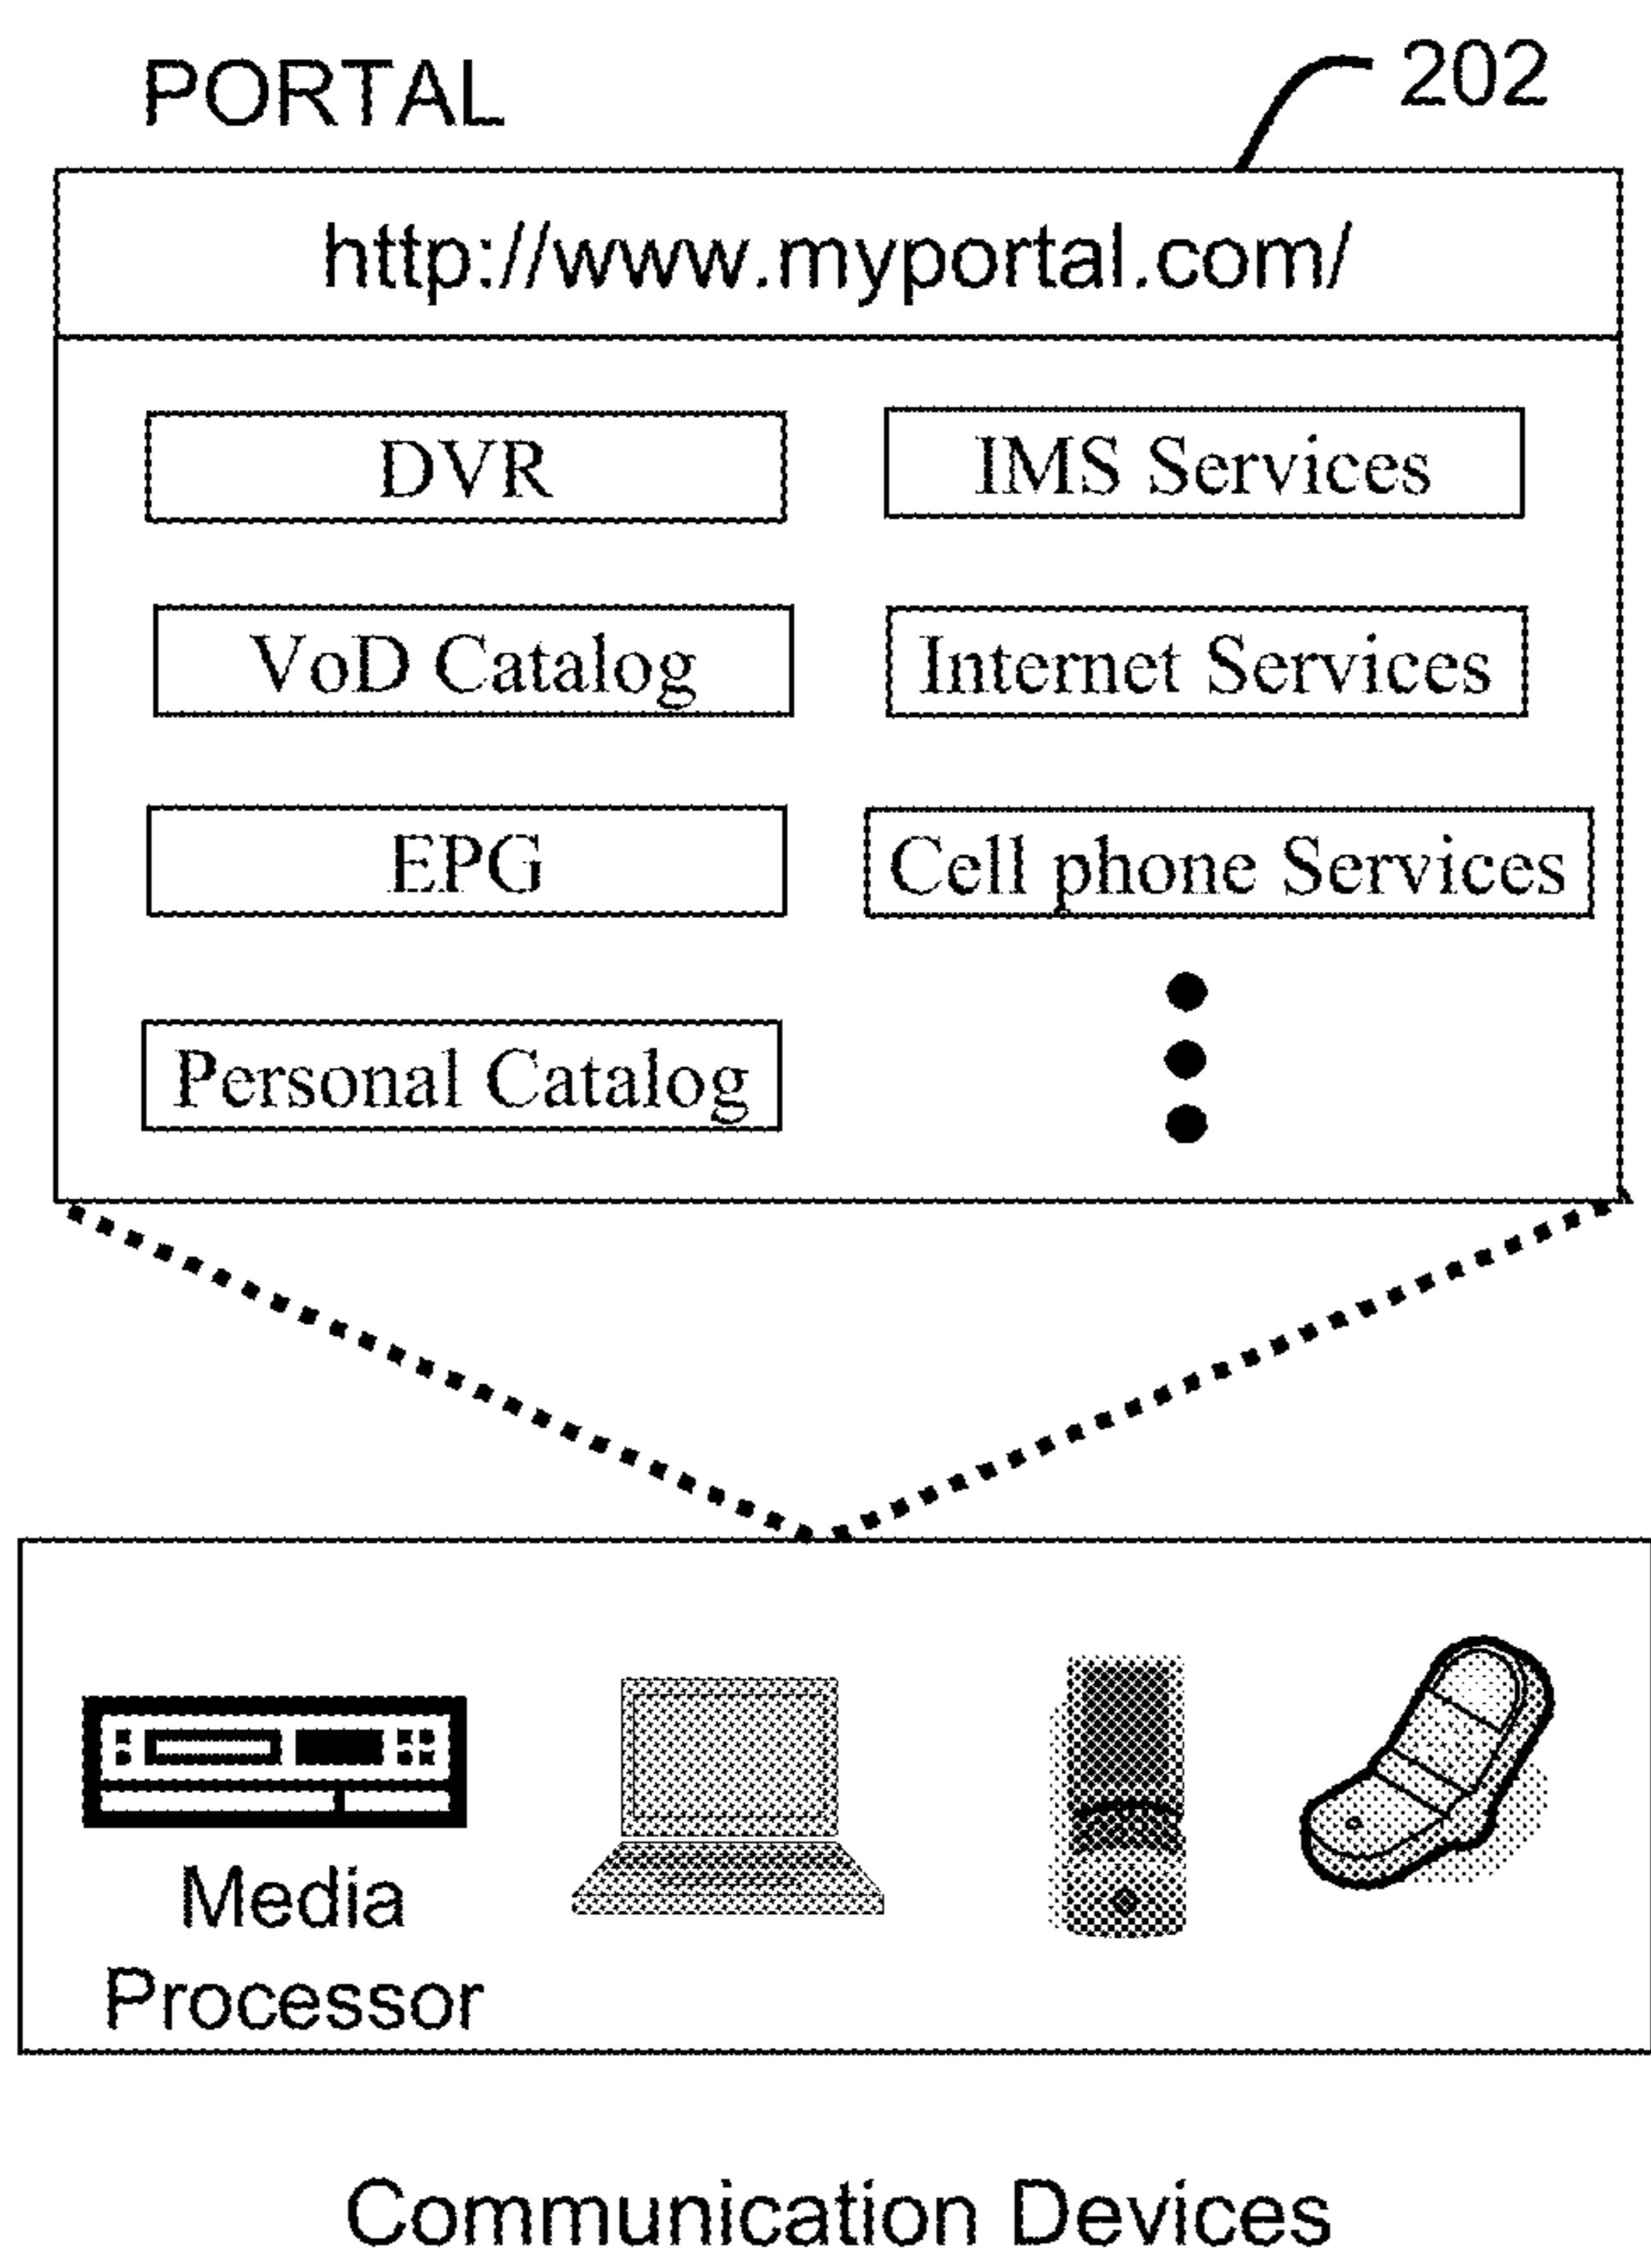 PORTAL
202
http://www.myportal.com/
DVR
IMS Services
VoD Catalog
Internet Services
EPG
Cell phone Services
Personal Catalog
Media
Processor
Communication Devices